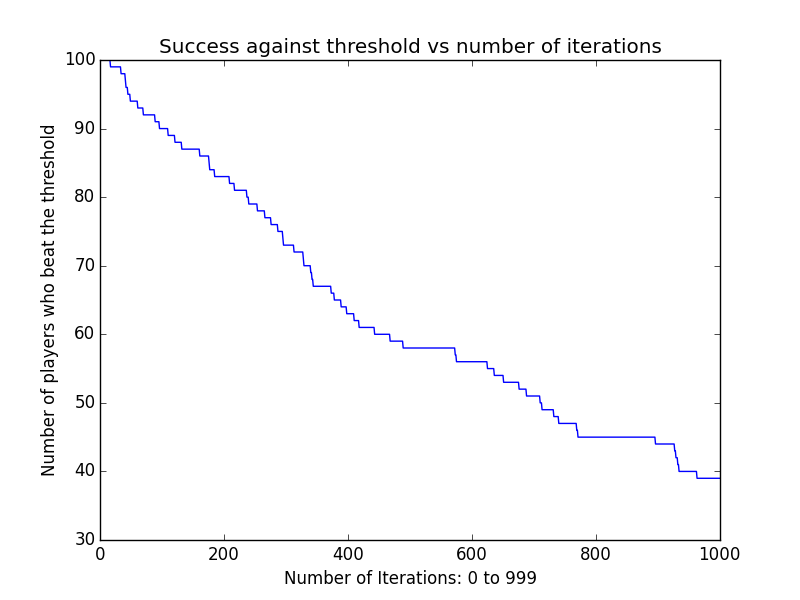 Success against threshold vs number of iterations
100
90
80
70
60
50
40
30
Number of players who beat the threshold
0 200 400 600 800 1000
Number of Iterations: 0 to 999